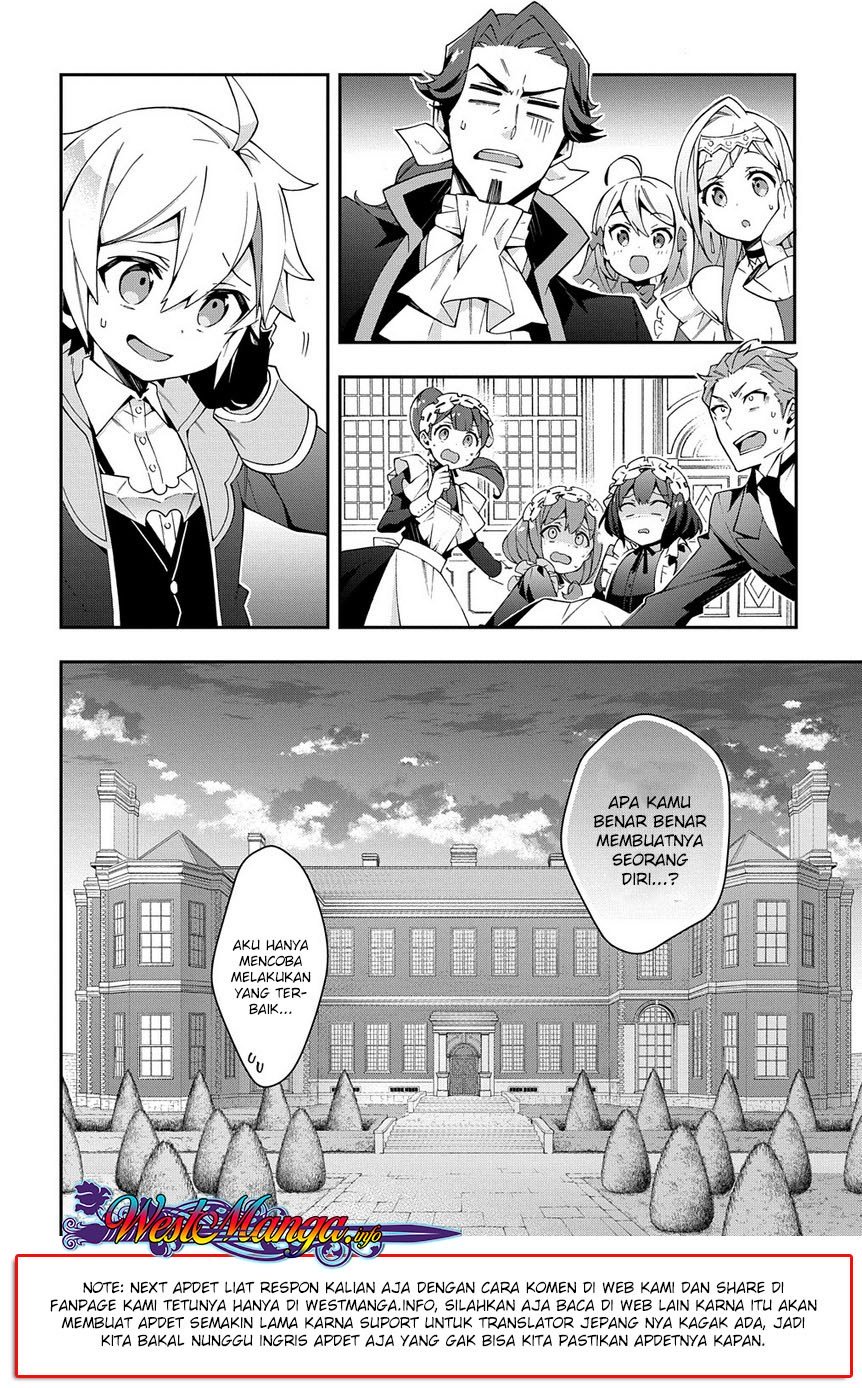 APA KAMU
BENAR BENAR
MEMBUATNYA
SEORANG
DIRI...?
AKU HANYA
MENCOBA
MELAKUKAN
YANG TER-
BAIK...
WestManga.info
NOTE: NEXT APDET LIAT RESPON KALIAN AJA DENGAN CARA KOMEN DI WEB KAMI DAN SHARE DI
FANPAGE KAMI TETUNYA HANYA DI WESTMANGA.INFO, SILAHKAN AJA BACA DI WEB LAIN KARNA ITU AKAN
MEMBUAT APDET SEMAKIN LAMA KARNA SUPORT UNTUK TRANSLATOR JEPANG NYA KAGAK ADA, JADI
KITA BAKAL NUNGGU INGRIS APDET AJA YANG GAK BISA KITA PASTIKAN APDETNYA KAPAN.